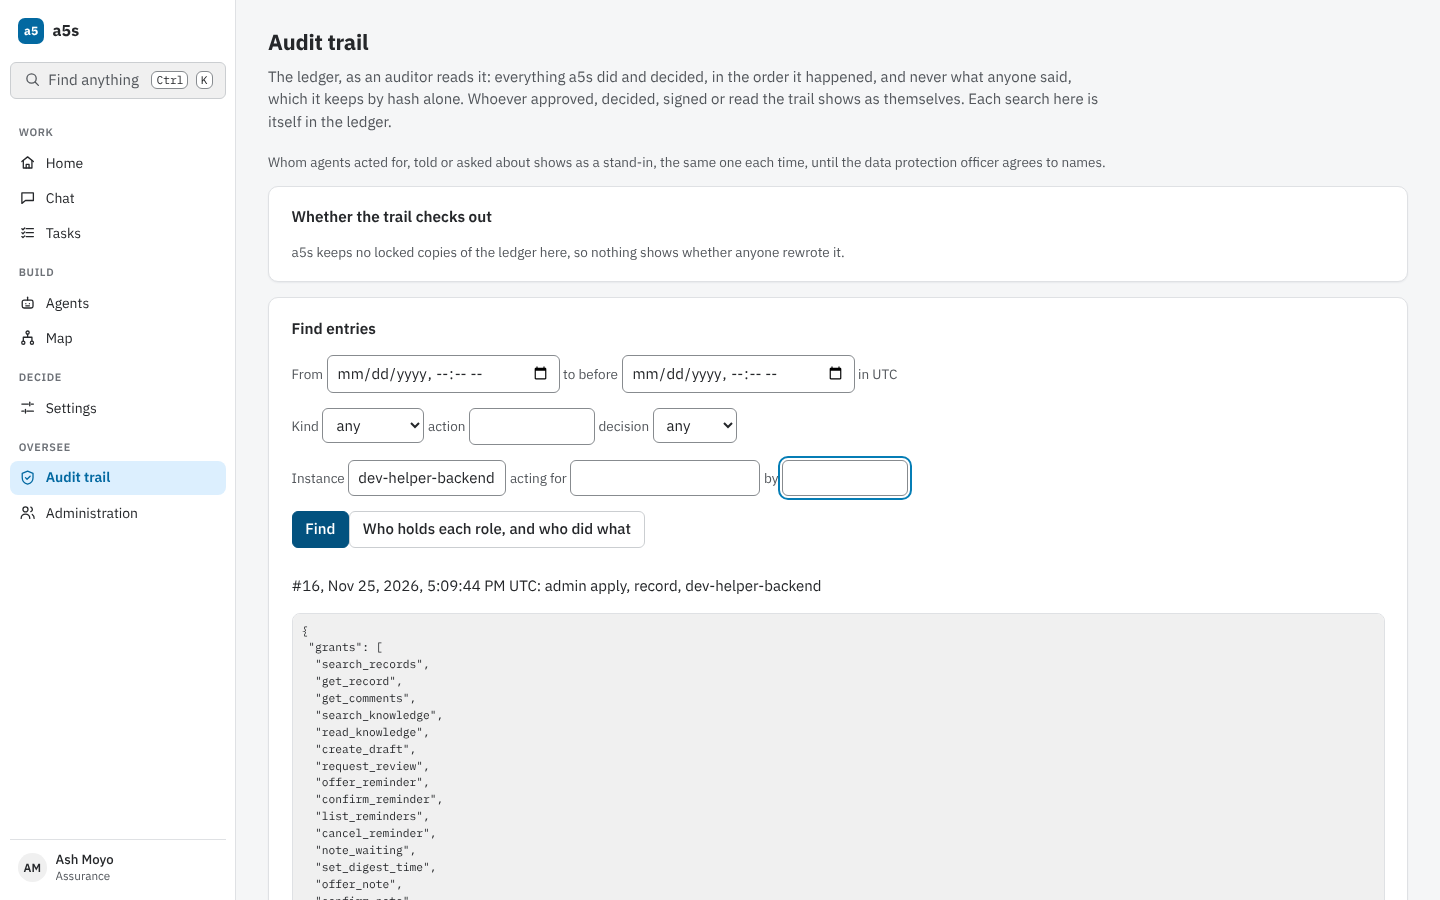 a5 a5s
Find anything Ctrl K
WORK
Home
Chat
Tasks
BUILD
Agents
Map
DECIDE
Settings
OVERSEE
Audit trail
Administration
AM Ash Moyo
Assurance
Audit trail
The ledger, as an auditor reads it: everything a5s did and decided, in the order it happened, and never what anyone said,
which it keeps by hash alone. Whoever approved, decided, signed or read the trail shows as themselves. Each search here is
itself in the ledger.
Whom agents acted for, told or asked about shows as a stand-in, the same one each time, until the data protection officer agrees to names.
Whether the trail checks out
a5s keeps no locked copies of the ledger here, so nothing shows whether anyone rewrote it.
Find entries
From mm/dd/yyyy, --:-- -- to before mm/dd/yyyy, --:-- -- in UTC
Kind any action decision any
Instance dev-helper-backend acting for by
Find Who holds each role, and who did what
#16, Nov 25, 2026, 5:09:44 PM UTC: admin apply, record, dev-helper-backend
{
"grants": [
"search_records",
"get_record",
"get_comments",
"search_knowledge",
"read_knowledge",
"create_draft",
"request_review",
"offer_reminder",
"confirm_reminder",
"list_reminders",
"cancel_reminder",
"note_waiting",
"set_digest_time",
"offer_note",